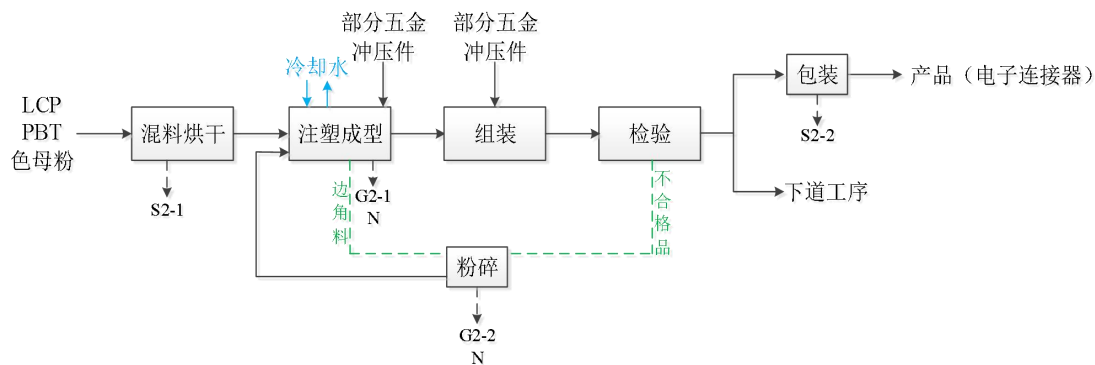 部分五金
冲压件
部分五金
冲压件
冷却水
包装
产品（电子连接器）
LCP
PBT
色母粉
混料烘干
注塑成型
组装
检验
S2-2
S2-1
G2-1
N
边角料
不合格品
下道工序
粉碎
G2-2
N